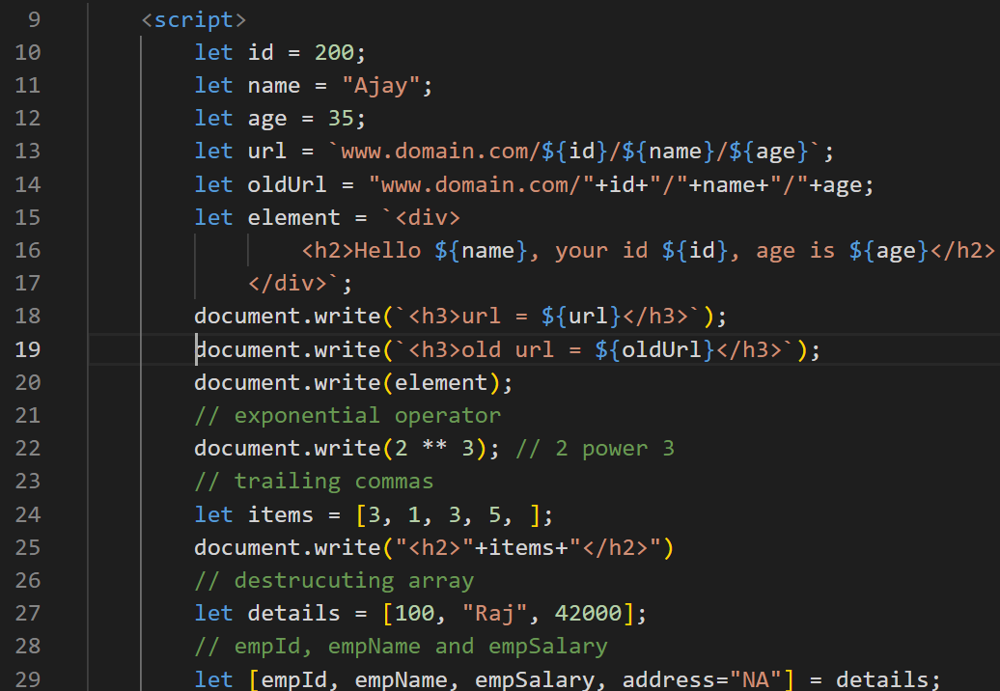 9 <script>
10 let id = 200;
11 let name = "Ajay";
12 let age = 35;
13 let url = `www.domain.com/${id}/${name}/${age}`;
14 let oldUrl = "www.domain.com/"+id+"/"+name+"/"+age;
15 let element = `<div>
16 <h2>Hello ${name}, your id ${id}, age is ${age}</h2>
17 </div>`;
18 document.write(`<h3>url = ${url}</h3>`);
19 document.write(`<h3>old url = ${oldUrl}</h3>`);
20 document.write(element);
21 // exponential operator
22 document.write(2 ** 3); // 2 power 3
23 // trailing commas
24 let items = [3, 1, 3, 5, ];
25 document.write("<h2>"+items+"</h2>")
26 // destrucuting array
27 let details = [100, "Raj", 42000];
28 // empId, empName and empSalary
29 let [empId, empName, empSalary, address="NA"] = details;